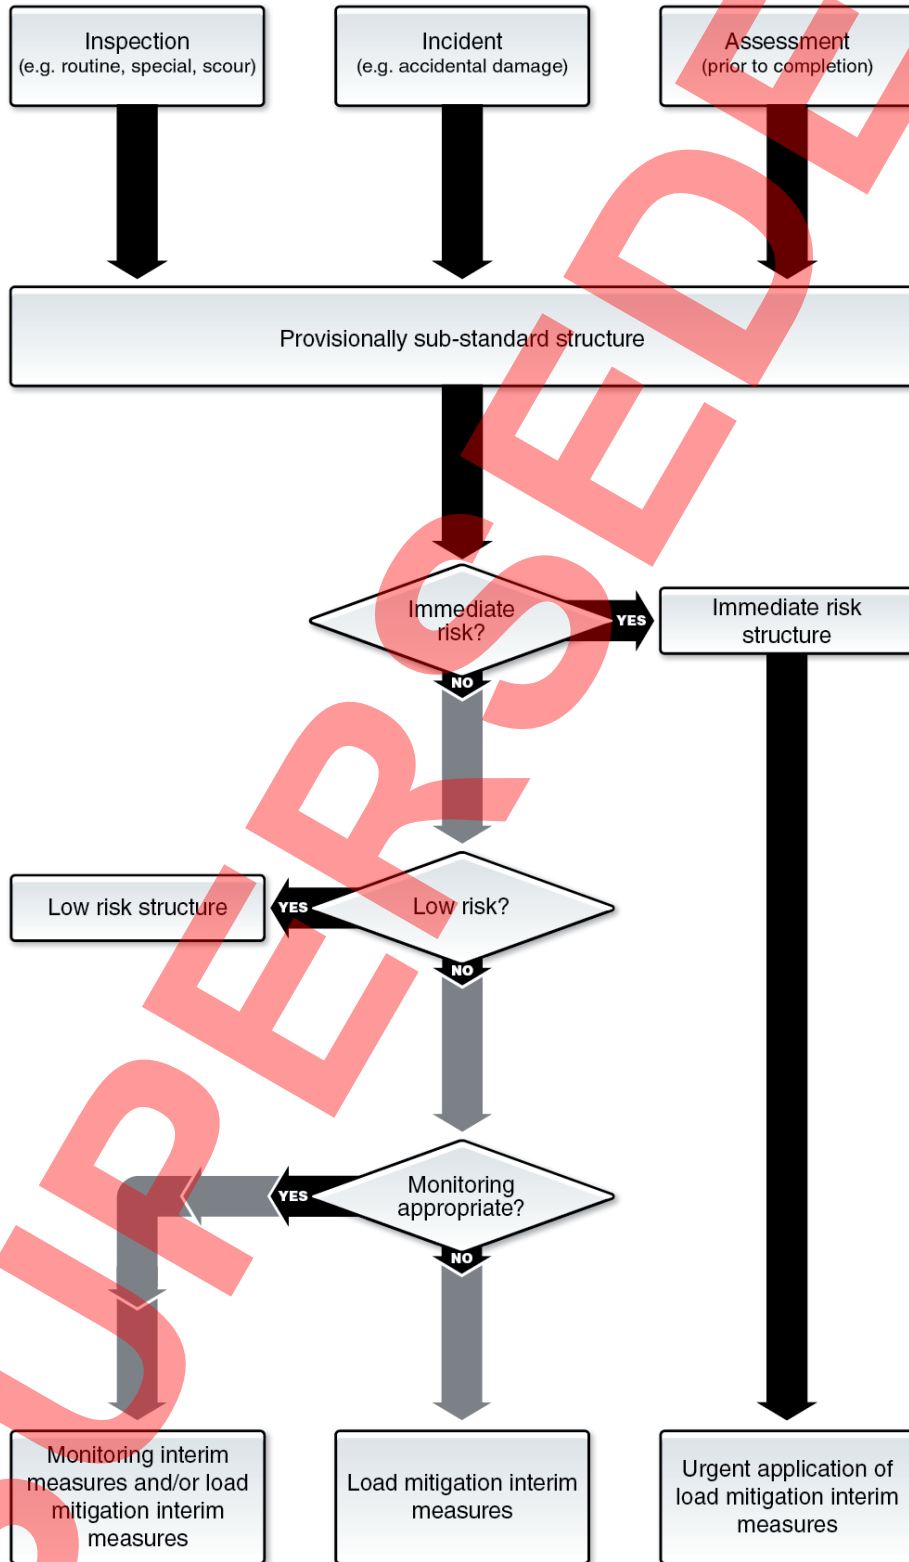 Inspection
(e.g. routine, special, scour)
Incident
(e.g. accidental damage)
Assessment
(prior to completion)
Provisionally sub-standard structure
Immediate
risk?
YES
Immediate risk
structure
NO
Low risk structure
YES
Low risk?
NO
Monitoring
appropriate?
YES
NO
Monitoring interim
measures and/or load
mitigation interim
measures
Load mitigation interim
measures
Urgent application of
load mitigation interim
measures
UPERSEDE